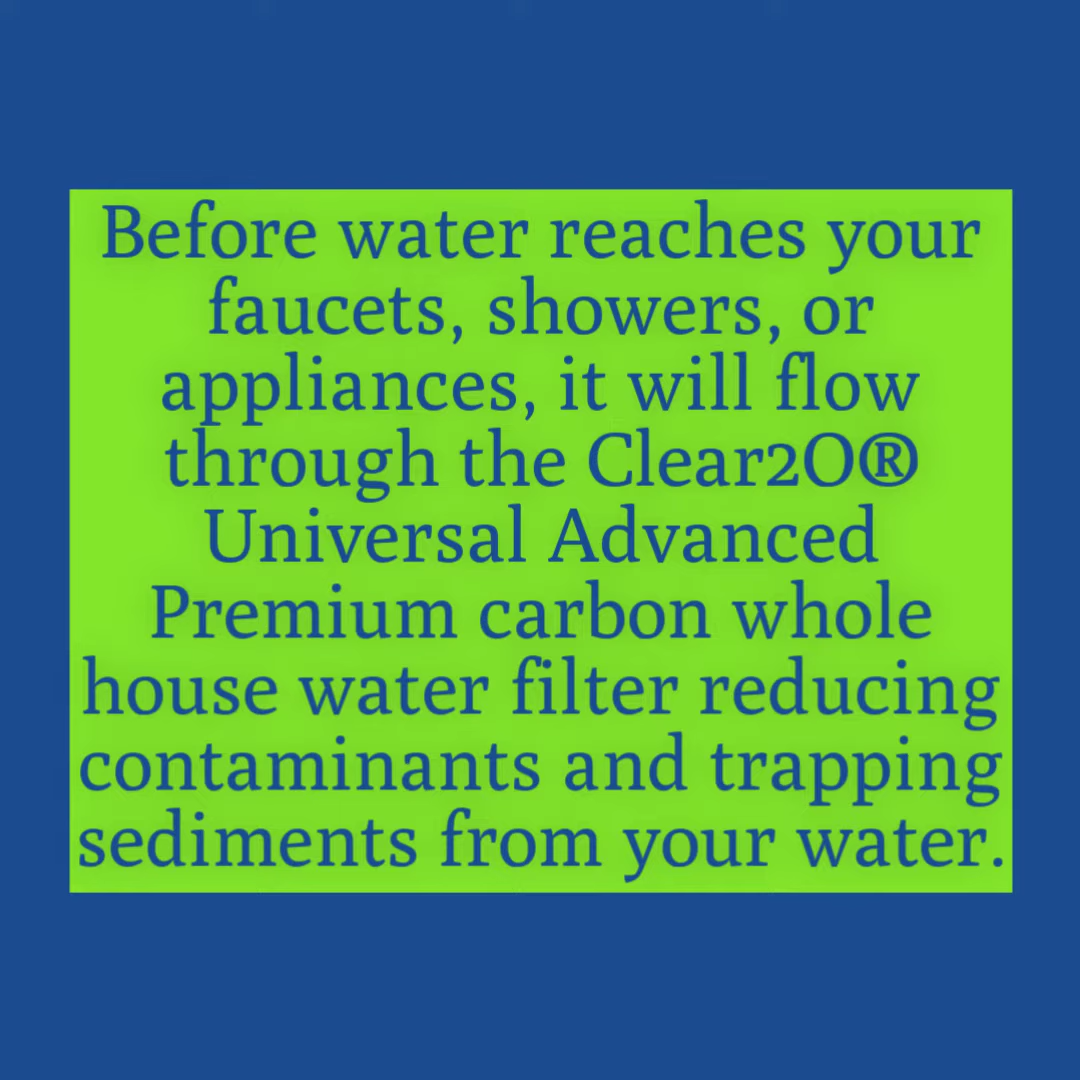 Before water reaches your
faucets, showers, or
appliances, it will flow
through the Clear2O®
Universal Advanced
Premium carbon whole
house water filter reducing
contaminants and trapping
sediments from your water.